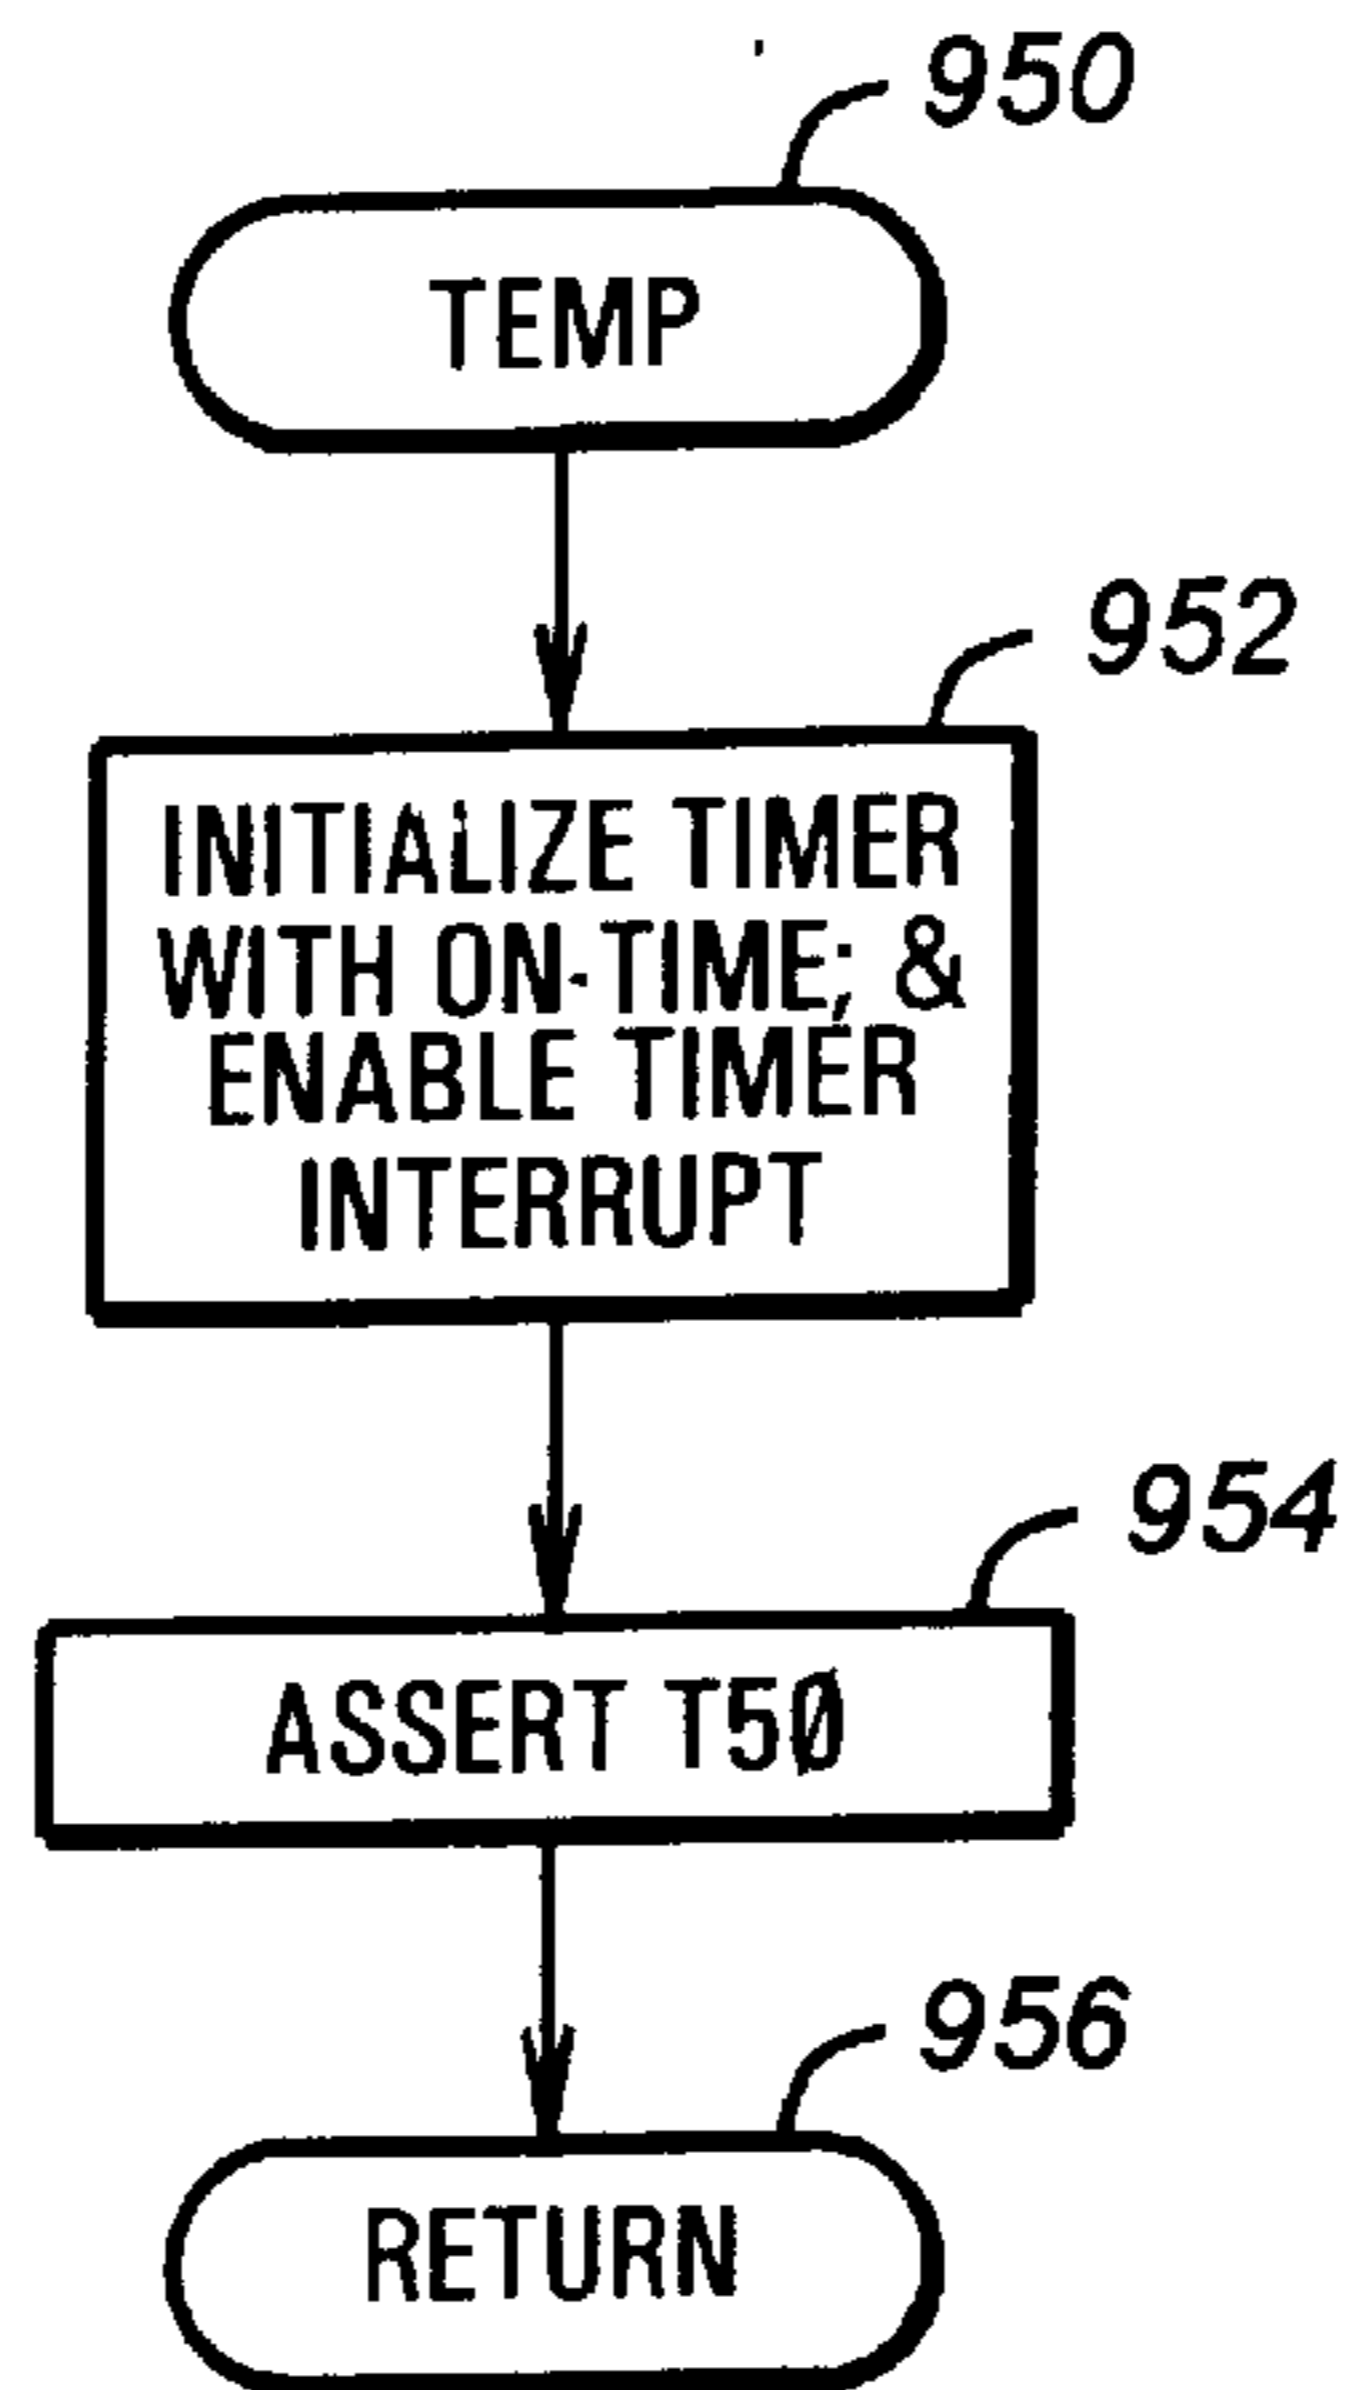 950
TEMP
952
INITIALIZE TIMER
WITH ON-TIME; &
ENABLE TIMER
INTERRUPT
954
ASSERT T5Ø
956
RETURN